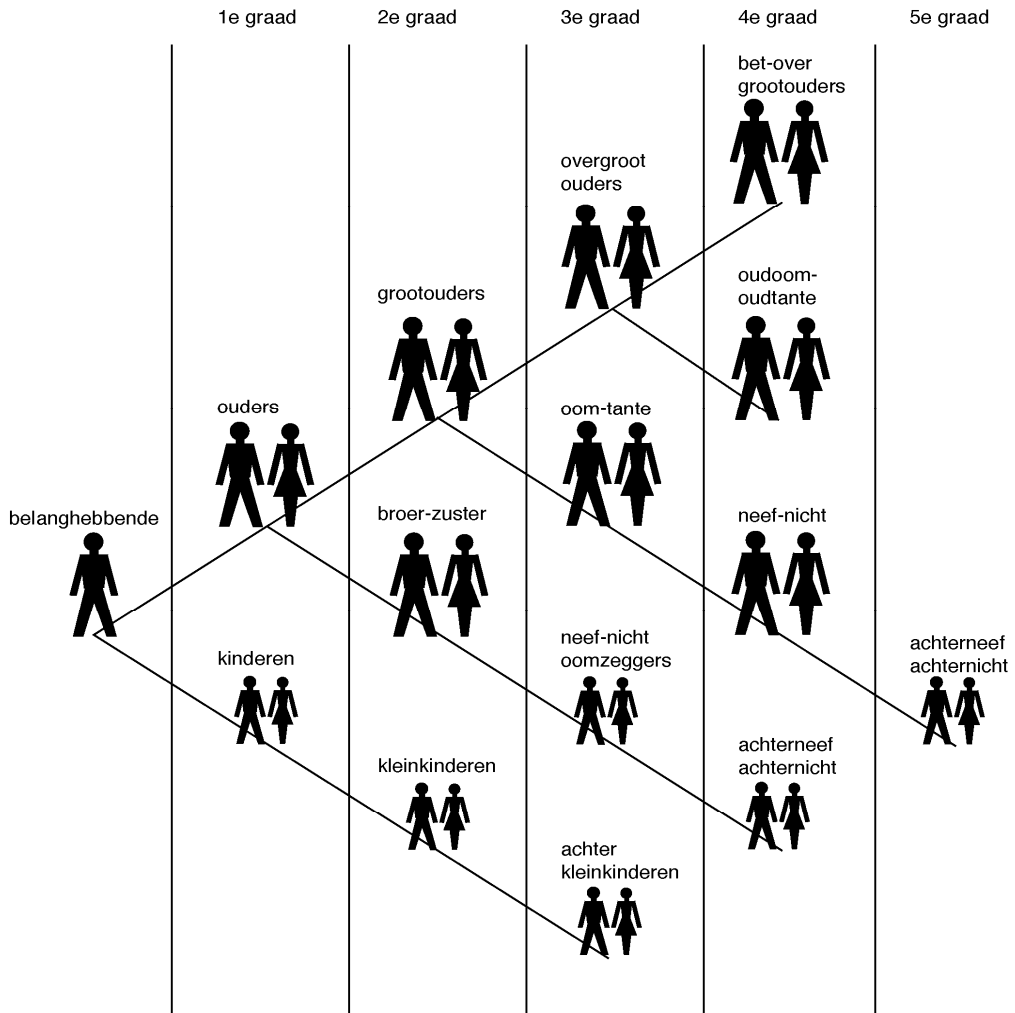 1e graad
2e graad
3e graad
4e graad
5e graad
bet-over
grootouders
overgroot
ouders
oudoom-
oudtante
grootouders
ouders
oom-tante
belanghebbende
broer-zuster
neef-nicht
kinderen
neef-nicht
oomzeggers
achterneef
achternicht
kleinkinderen
achterneef
achternicht
achter
kleinkinderen